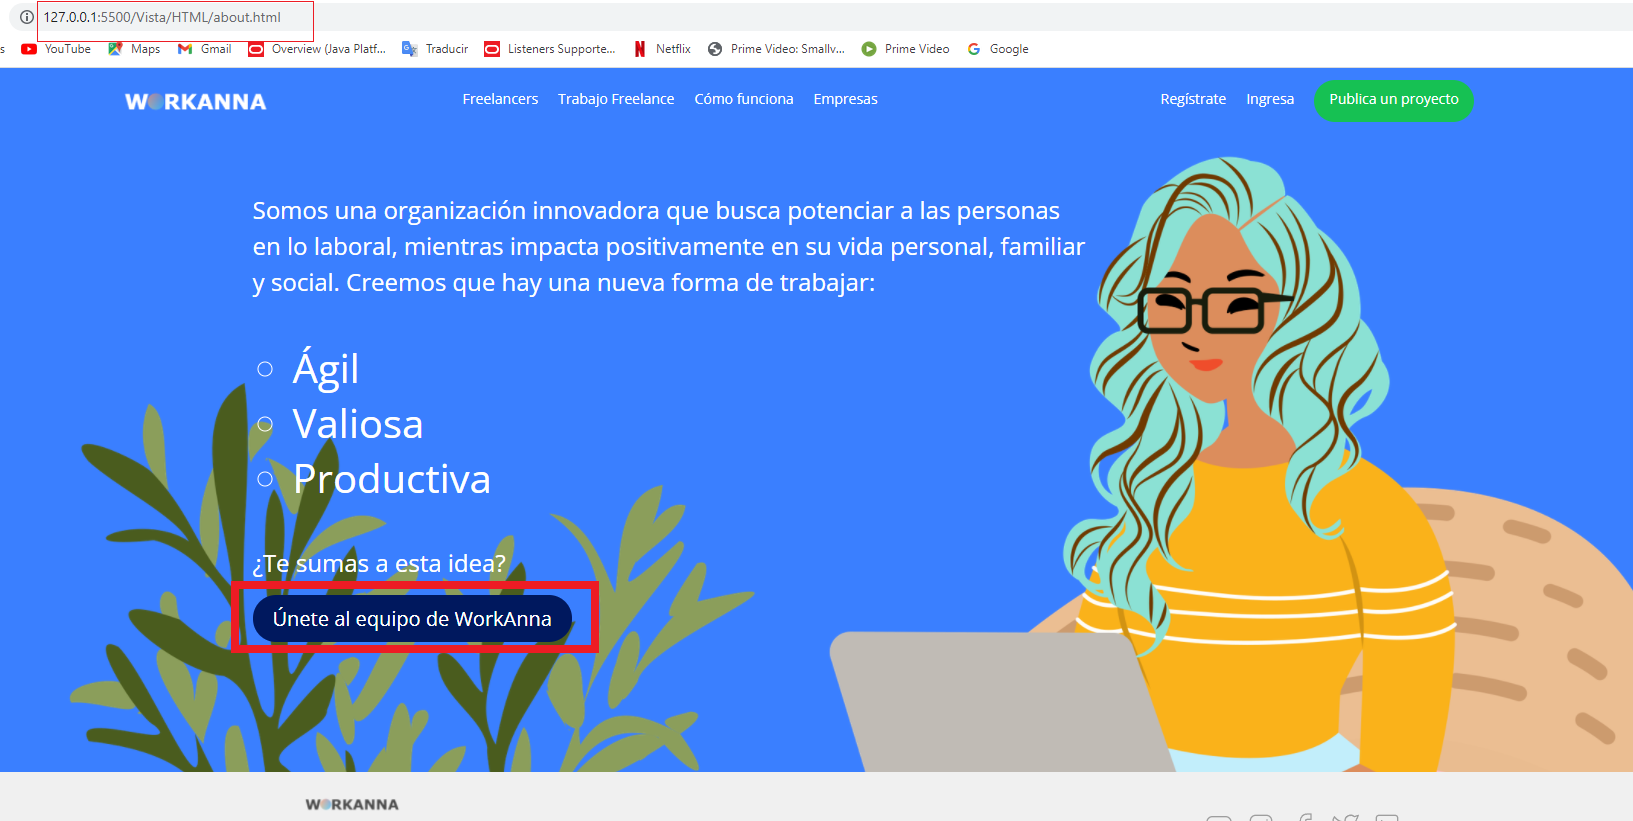 127.0.0.1:5500/Vista/HTML/about.html
s YouTube Maps Gmail Overview (Java Platf... Traducir Listeners Supporte... Netflix Prime Video: Smallv... Prime Video Google
WORKANNA Freelancers Trabajo Freelance Cómo funciona Empresas Regístrate Ingresa Publica un proyecto
Somos una organización innovadora que busca potenciar a las personas
en lo laboral, mientras impacta positivamente en su vida personal, familiar
y social. Creemos que hay una nueva forma de trabajar:
Ágil
Valiosa
Productiva
¿Te sumas a esta idea?
Únete al equipo de WorkAnna
WORKANNA